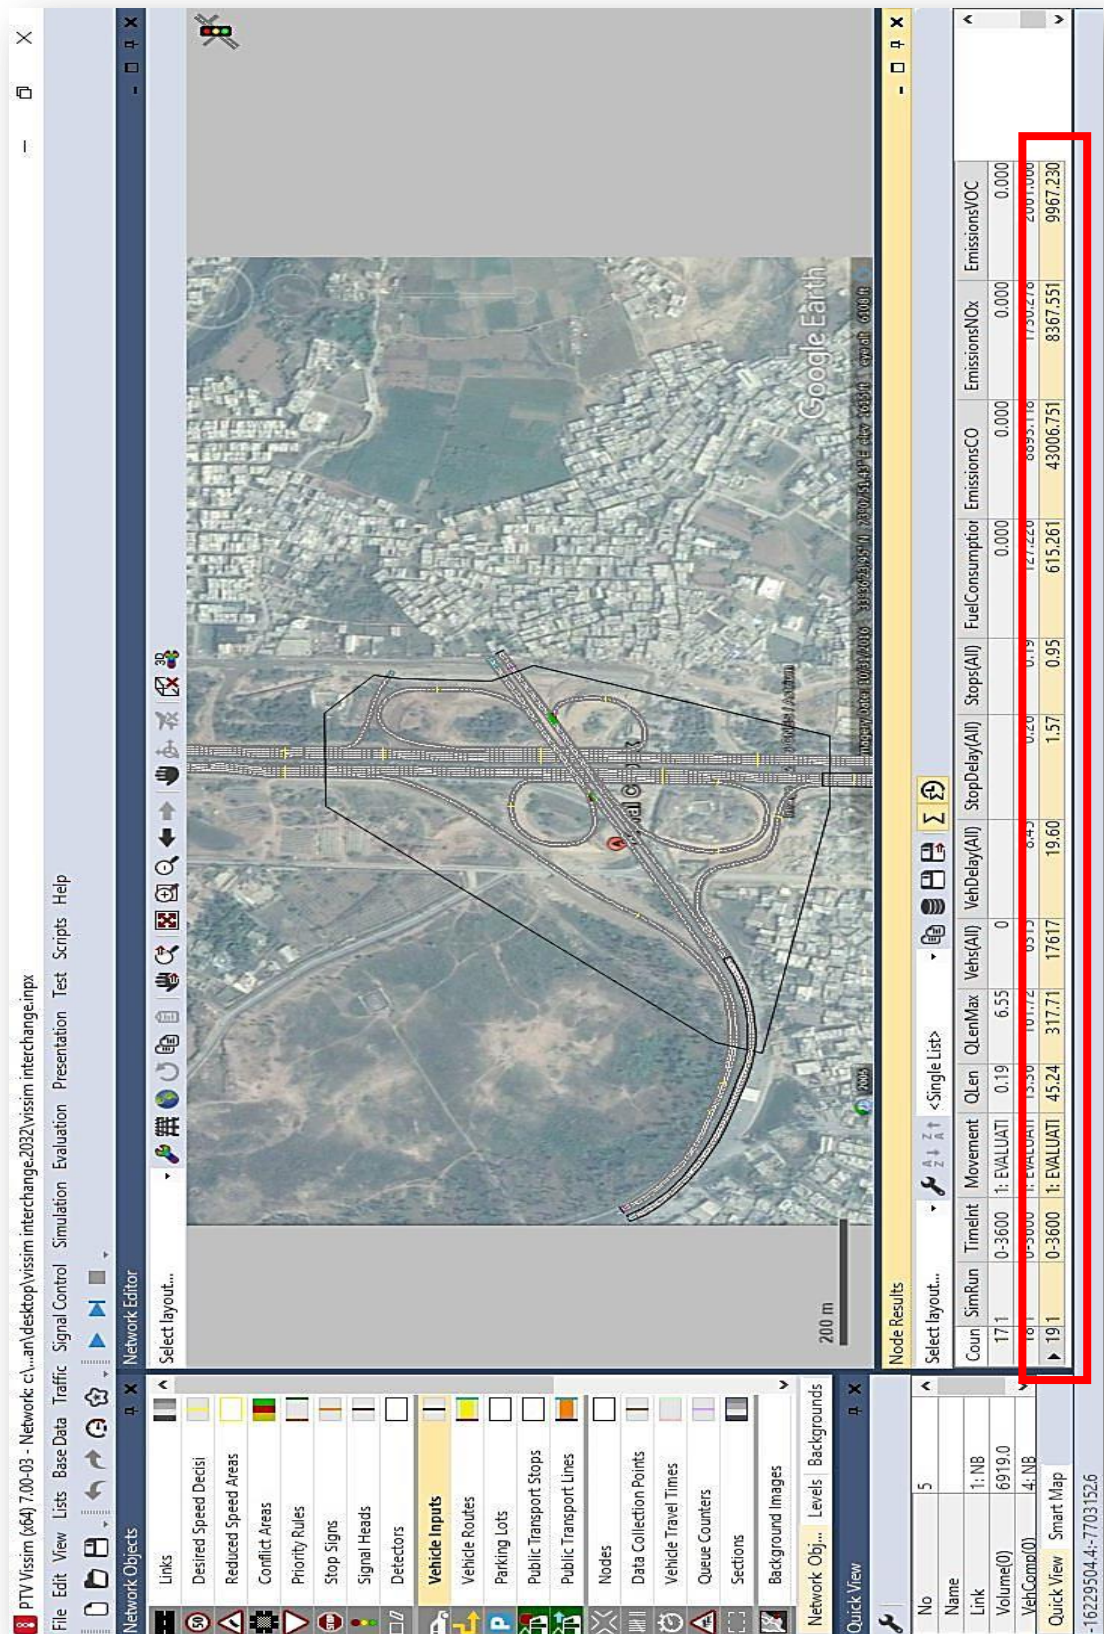 PTV Vissim (x64) 7.00-03 - Network: c:\...an\desktop\vissim interchange.2032\vissim interchange.inpx
File Edit View Lists Base Data Traffic Signal Control Simulation Evaluation Presentation Test Scripts Help
Network Objects
Links
Desired Speed Decisi
Reduced Speed Areas
Conflict Areas
Priority Rules
Stop Signs
Signal Heads
Detectors
Vehicle Inputs
Vehicle Routes
Parking Lots
Public Transport Stops
Public Transport Lines
Nodes
Data Collection Points
Vehicle Travel Times
Queue Counters
Sections
Background Images
Network Obj... Levels Backgrounds
Network Editor
Select layout...
3D
200 m
2005
Google Earth
Quick View
No 5
Name
Link 1: NB
Volume(0) 6919.0
VehComp(0) 4: NB
Quick View Smart Map
Node Results
Select layout... <Single List>
Coun SimRun TimeInt Movement QLen QLenMax Vehs(All) VehDelay(All) StopDelay(All) Stops(All) FuelConsumption EmissionsCO EmissionsNOx EmissionsVOC
17 1 0-3600 1: EVALUATI 0.19 6.55 0 0.000 0.000 0.000 0.000
19 1 0-3600 1: EVALUATI 45.24 317.71 17617 19.60 1.57 0.95 615.261 43006.751 8367.551 9967.230
-16229504.4:-7703152.6